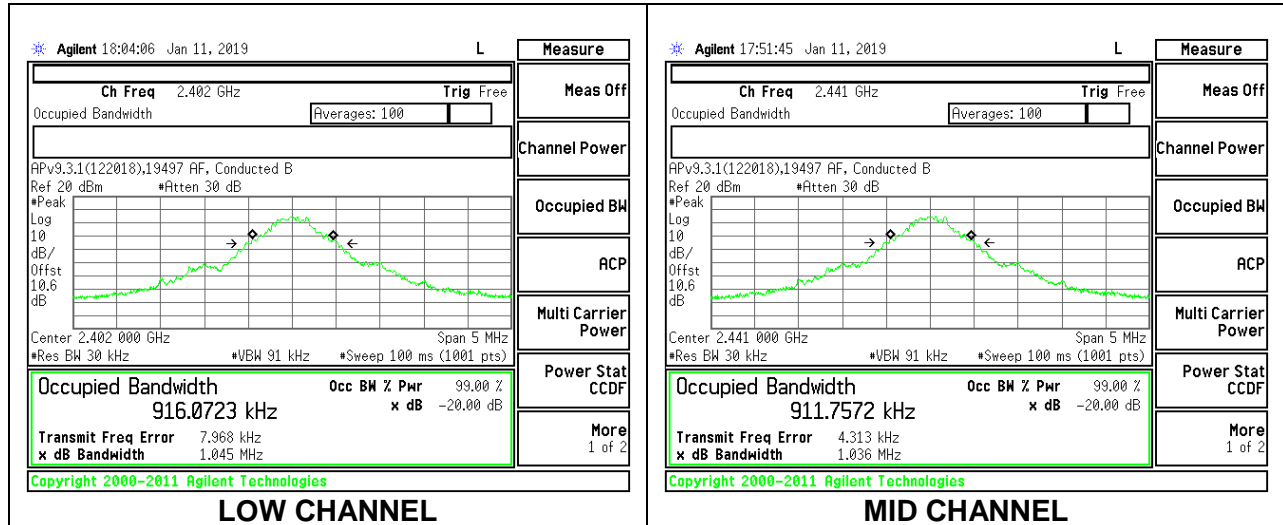 Agilent 18:04:06 Jan 11, 2019 L
Measure
Ch Freq 2.402 GHz Trig Free
Occupied Bandwidth Averages: 100
Meas Off
Channel Power
Occupied BW
ACP
Multi Carrier
Power
Power Stat
CCDF
More
1 of 2
APv9.3.1(122018),19497 AF, Conducted B
Ref 20 dBm #Atten 30 dB
#Peak
Log
10
dB/
Offst
10.6
dB
Center 2.402 000 GHz Span 5 MHz
#Res BW 30 kHz #VBW 91 kHz #Sweep 100 ms (1001 pts)
Occupied Bandwidth Occ BW % Pwr 99.00 %
916.0723 kHz x dB -20.00 dB
Transmit Freq Error 7.968 kHz
x dB Bandwidth 1.045 MHz
Copyright 2000-2011 Agilent Technologies
LOW CHANNEL
Agilent 17:51:45 Jan 11, 2019 L
Measure
Ch Freq 2.441 GHz Trig Free
Occupied Bandwidth Averages: 100
Meas Off
Channel Power
Occupied BW
ACP
Multi Carrier
Power
Power Stat
CCDF
More
1 of 2
APv9.3.1(122018),19497 AF, Conducted B
Ref 20 dBm #Atten 30 dB
#Peak
Log
10
dB/
Offst
10.6
dB
Center 2.441 000 GHz Span 5 MHz
#Res BW 30 kHz #VBW 91 kHz #Sweep 100 ms (1001 pts)
Occupied Bandwidth Occ BW % Pwr 99.00 %
911.7572 kHz x dB -20.00 dB
Transmit Freq Error 4.313 kHz
x dB Bandwidth 1.036 MHz
Copyright 2000-2011 Agilent Technologies
MID CHANNEL